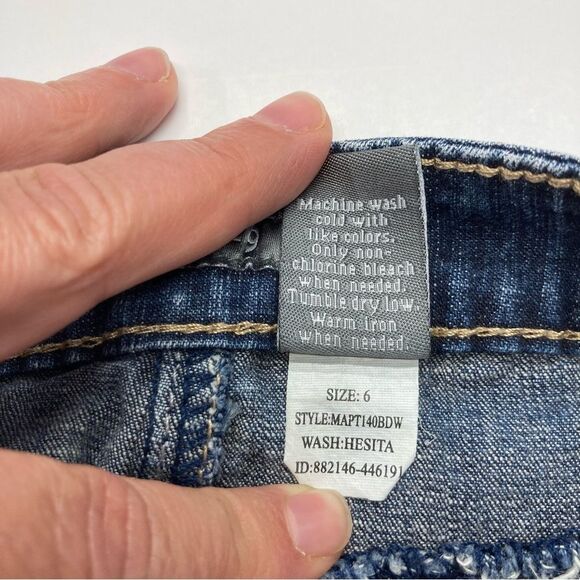 Machine wash
cold with
like colors.
Only non-
chlorine bleach
when needed.
Tumble dry low.
Warm iron
when needed.
SIZE: 6
STYLE:MAPT140BDW
WASH:HESITA
ID:882146-446191